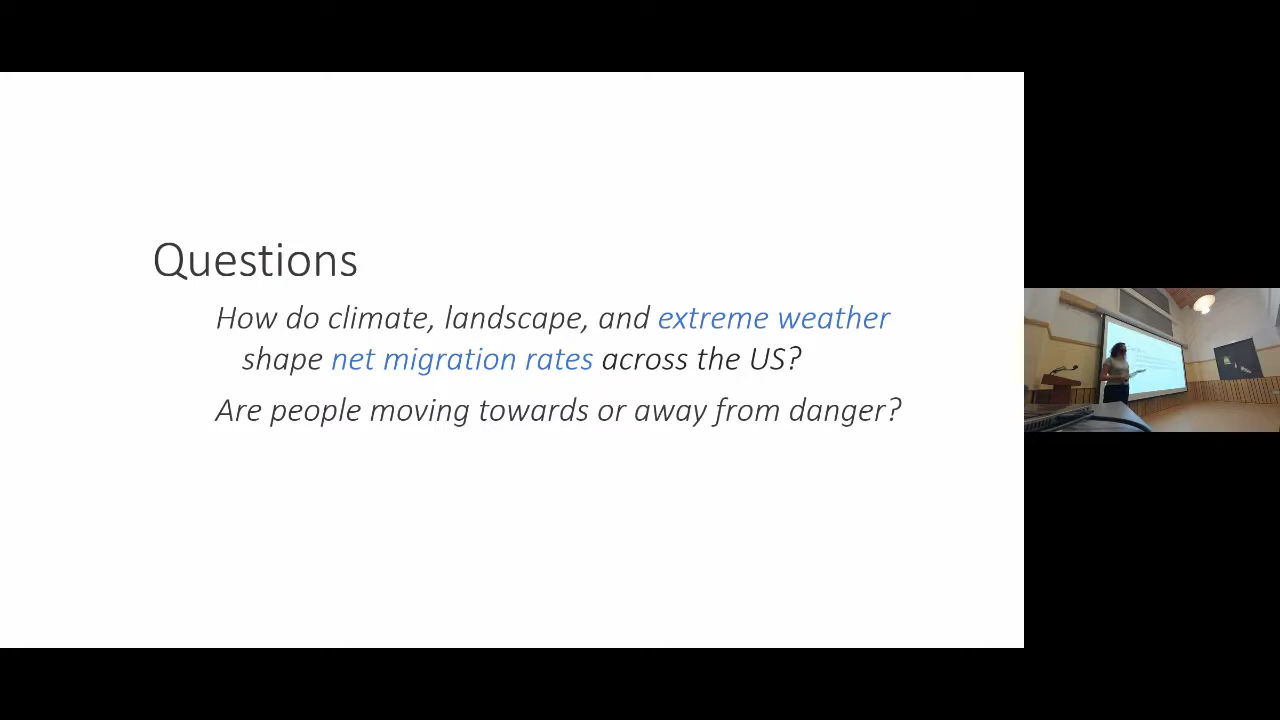 Questions
How do climate, landscape, and extreme weather
shape net migration rates across the US?
Are people moving towards or away from danger?